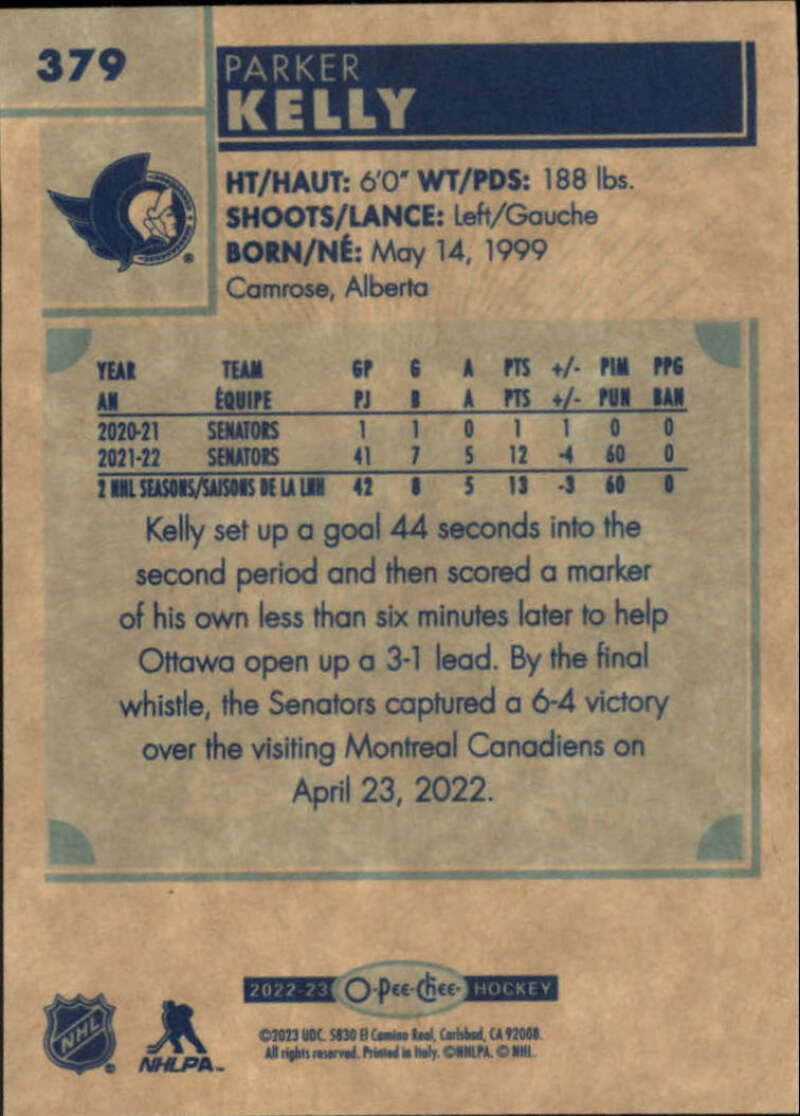 379
PARKER
KELLY
HT/HAUT: 6'0" WT/PDS: 188 lbs.
SHOOTS/LANCE: Left/Gauche
BORN/NÉ: May 14, 1999
Camrose, Alberta
YEAR TEAM GP G A PTS +/- PIM PPG
AN ÉQUIPE PJ B A PTS +/- PUN BAN
2020-21 SENATORS 1 1 0 1 1 0 0
2021-22 SENATORS 41 7 5 12 -4 60 0
2 NHL SEASONS/SAISONS DE LA LNH 42 8 5 13 -3 60 0
Kelly set up a goal 44 seconds into the
second period and then scored a marker
of his own less than six minutes later to help
Ottawa open up a 3-1 lead. By the final
whistle, the Senators captured a 6-4 victory
over the visiting Montreal Canadiens on
April 23, 2022.
2022-23 O-Pee-Chee® HOCKEY
©2023 UDC. 5830 El Camino Real, Carlsbad, CA 92008.
All rights reserved. Printed in Italy. ©NHLPA. © NHL.
NHL ®
NHLPA™